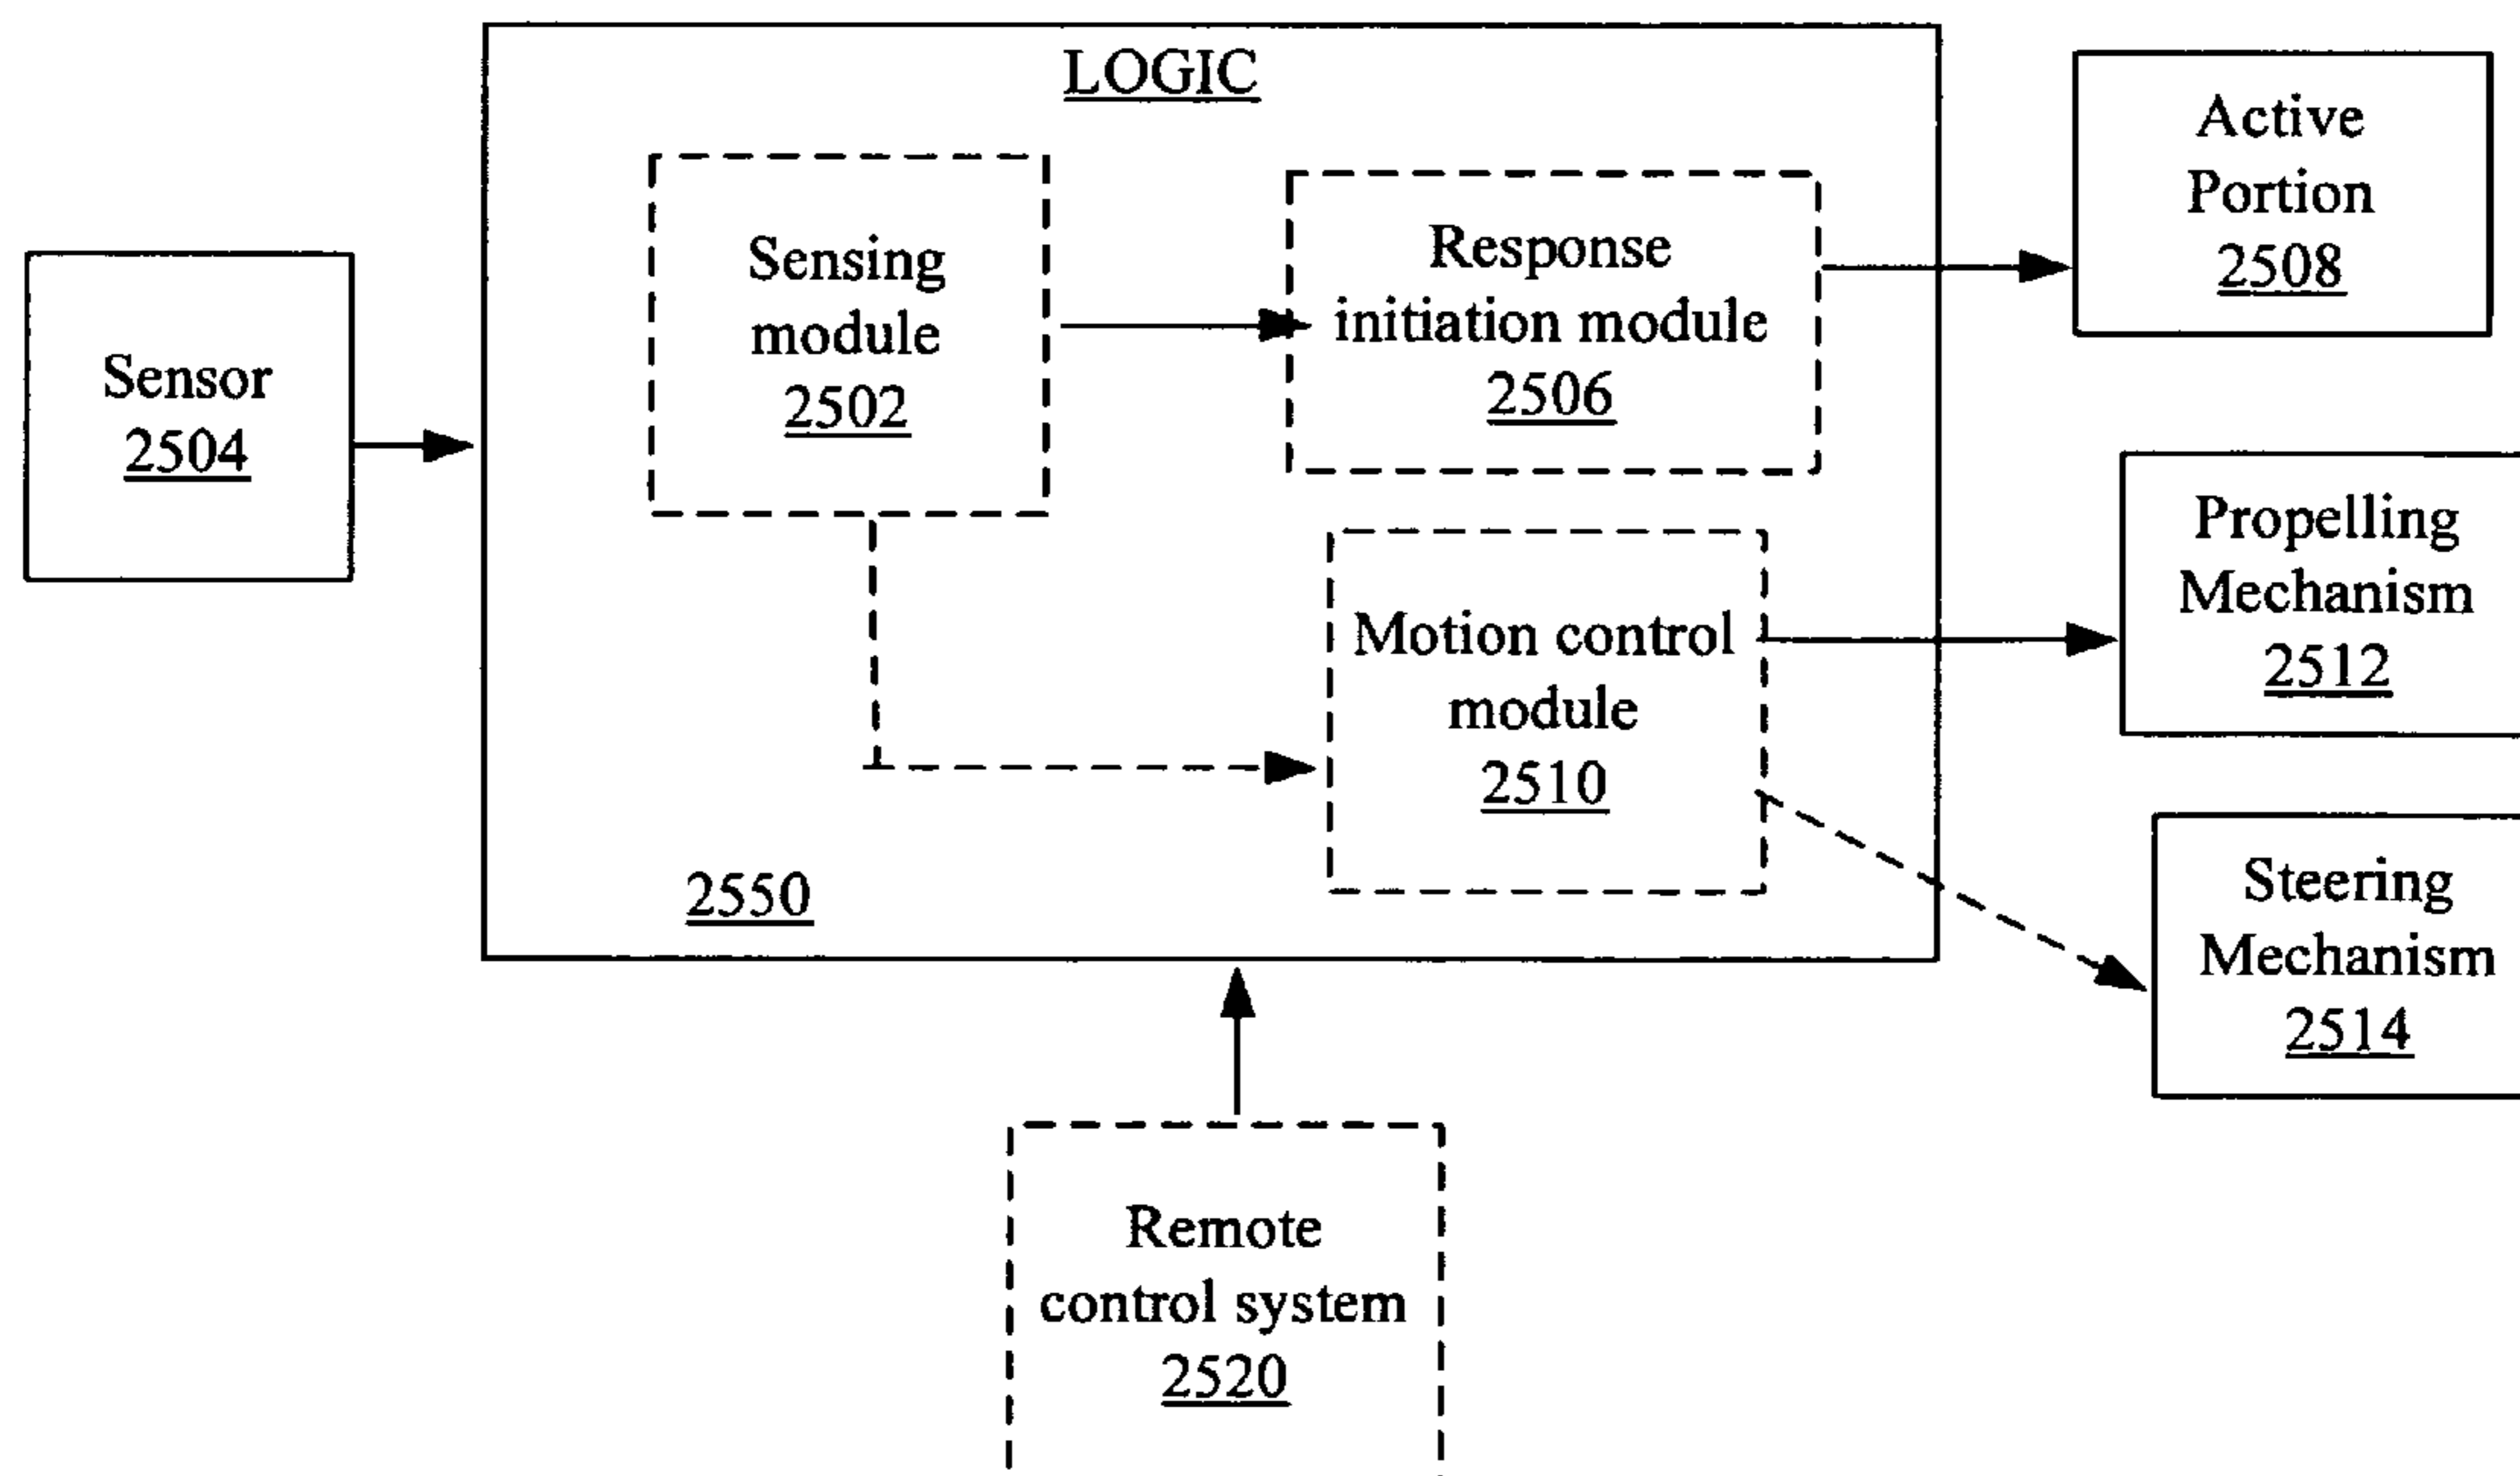 LOGIC
Sensor
2504
Sensing
module
2502
Response
initiation module
2506
Active
Portion
2508
Motion control
module
2510
Propelling
Mechanism
2512
Steering
Mechanism
2514
2550
Remote
control system
2520